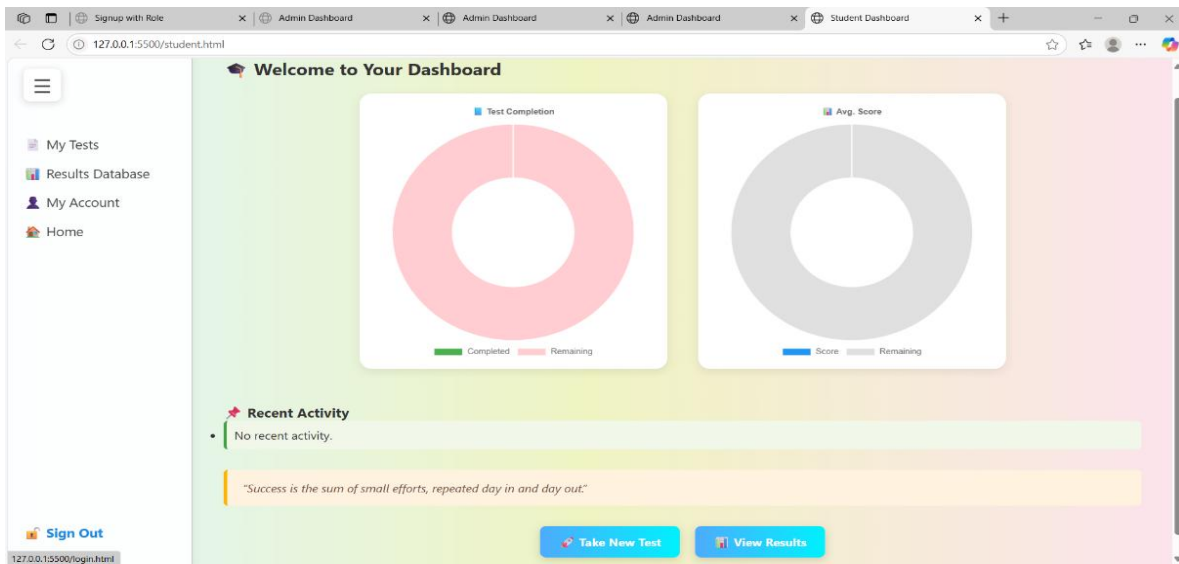 Signup with Role
Admin Dashboard
Admin Dashboard
Admin Dashboard
Student Dashboard
127.0.0.1:5500/student.html
Welcome to Your Dashboard
Test Completion
Avg. Score
My Tests
Results Database
My Account
Home
Completed Remaining
Score Remaining
Recent Activity
No recent activity.
"Success is the sum of small efforts, repeated day in and day out."
Sign Out
Take New Test
View Results
127.0.0.1:5500/login.html